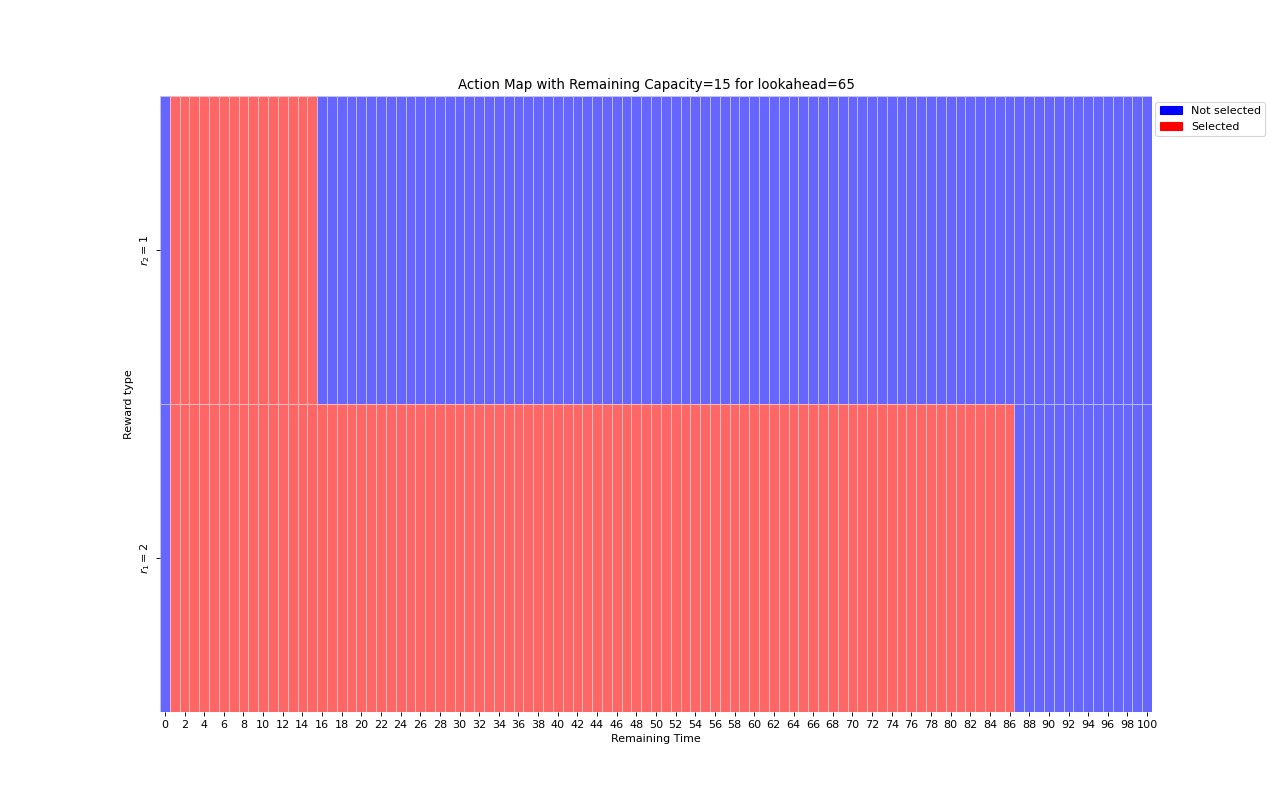 Action Map with Remaining Capacity=15 for lookahead=65
Not selected
Selected
r₂ = 1
Reward type
r₁ = 2
0 2 4 6 8 10 12 14 16 18 20 22 24 26 28 30 32 34 36 38 40 42 44 46 48 50 52 54 56 58 60 62 64 66 68 70 72 74 76 78 80 82 84 86 88 90 92 94 96 98 100
Remaining Time